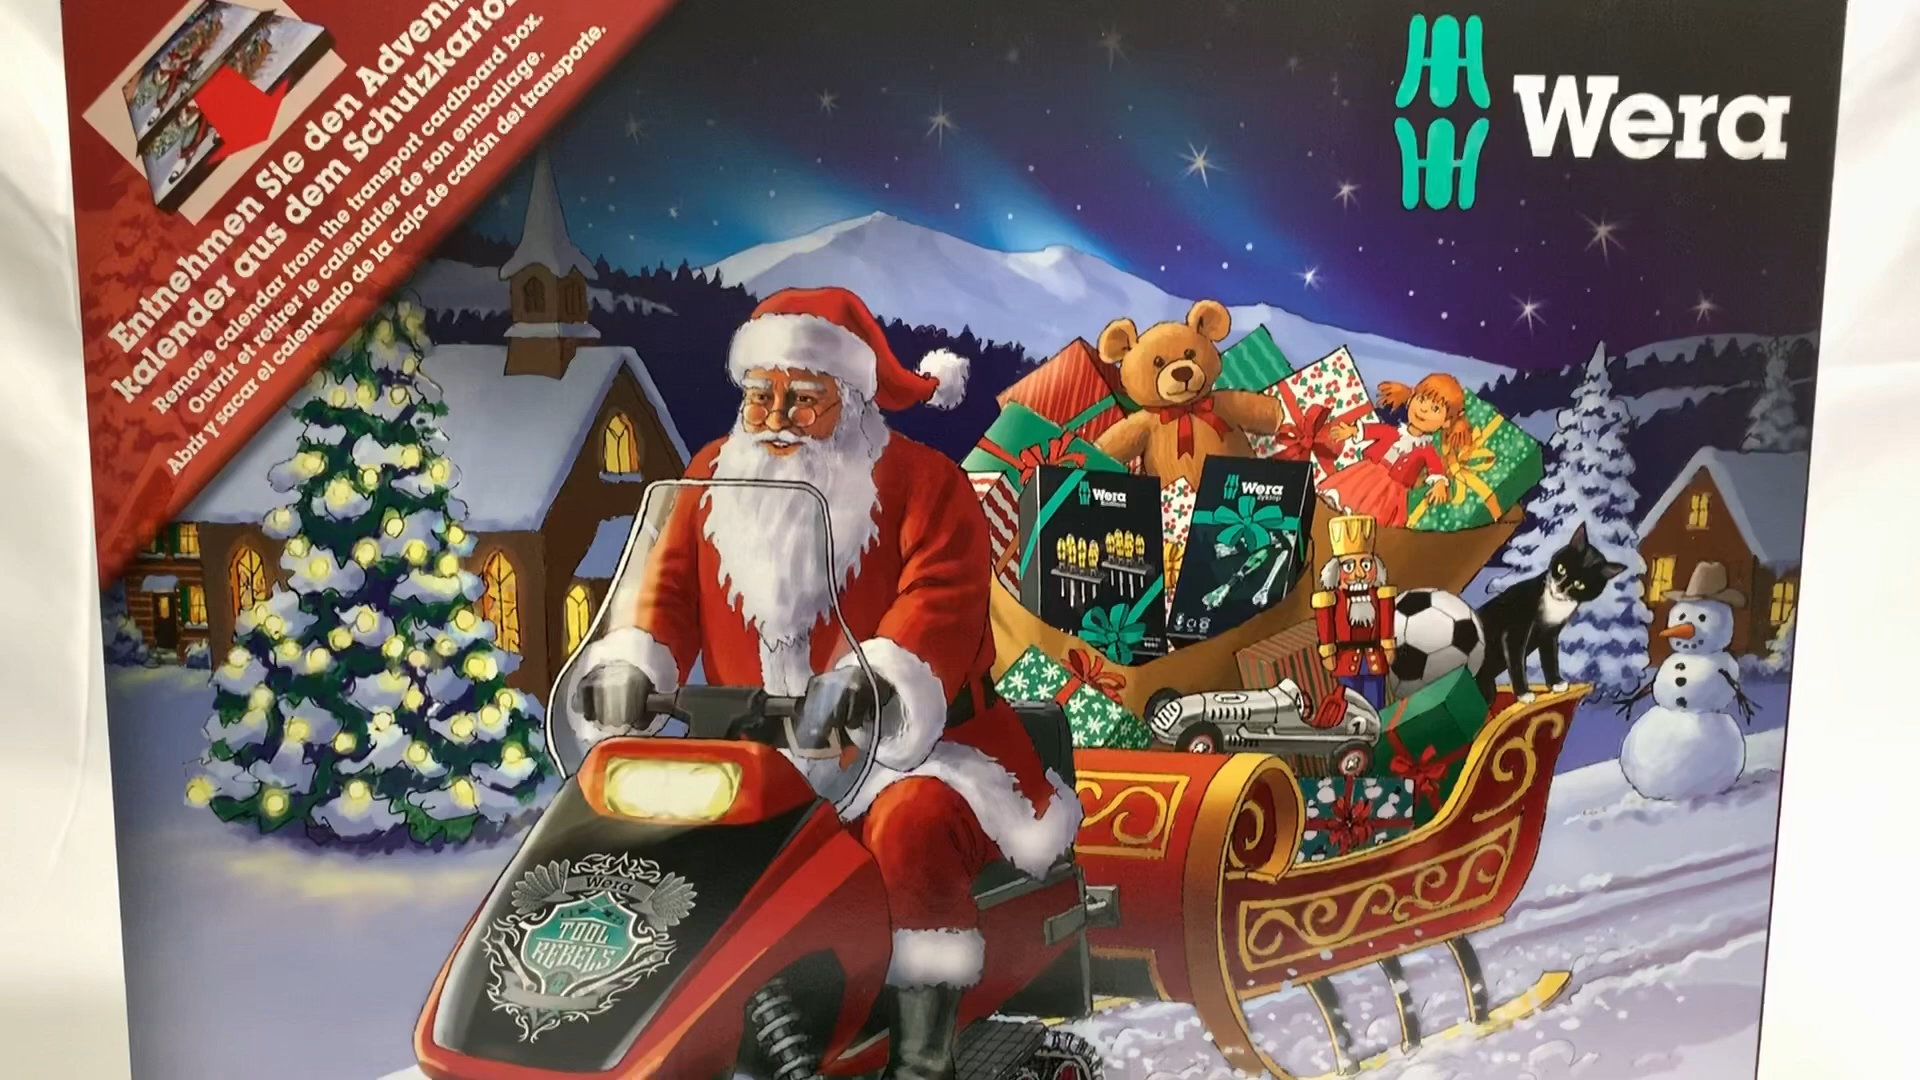 Entnehmen Sie den Advent
kalender aus dem Schutzkarton
Remove calendar from the transport cardboard box.
Ouvrir et retirer le calendrier de son emballage.
Abrir y sacar el calendario de la caja de cartón del transporte.
Wera
Wera
Wera
Wera
TOOL
REBELS